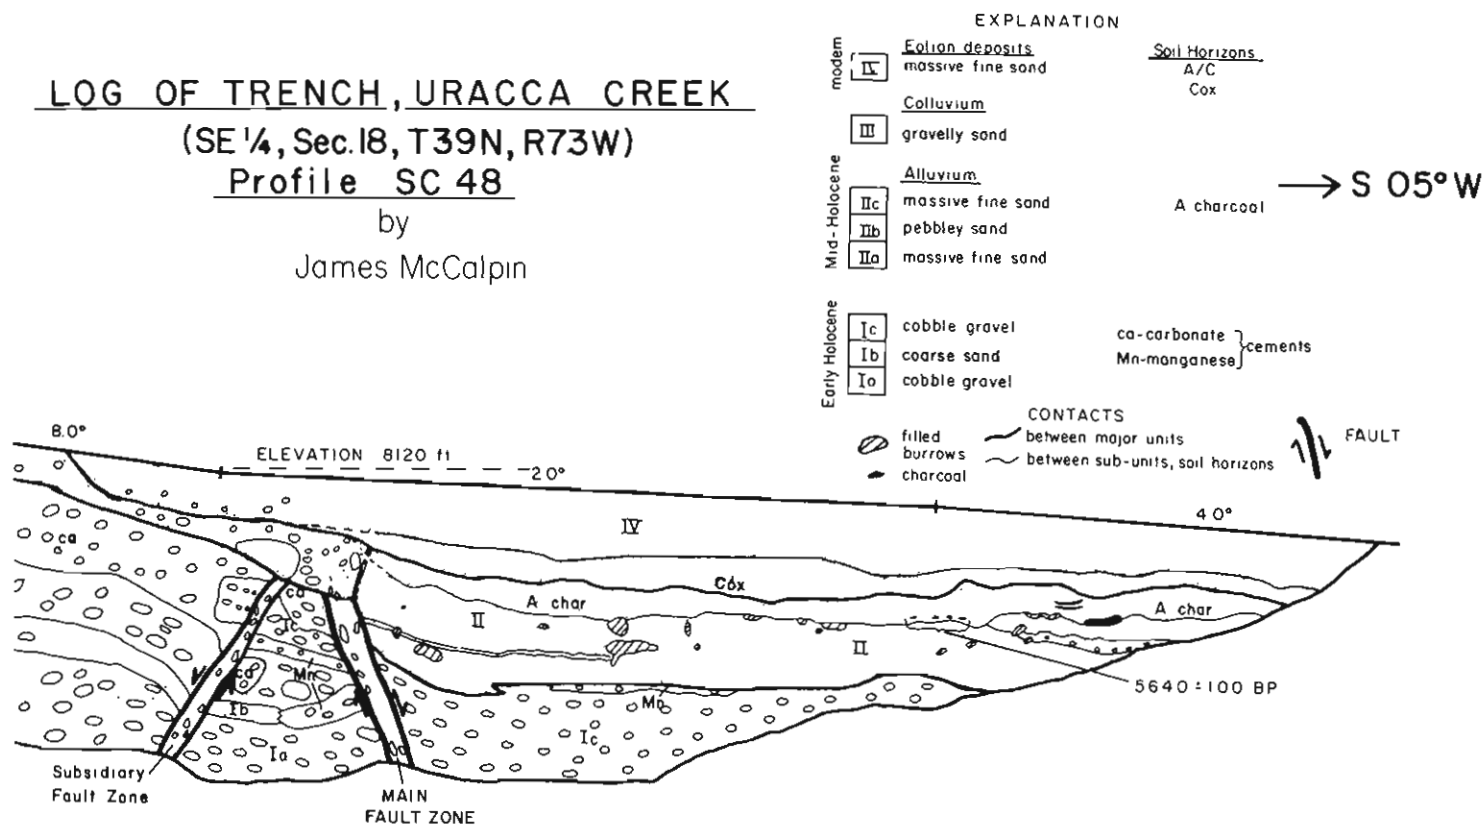 LOG OF TRENCH, URACCA CREEK
(SE 1/4, Sec. 18, T39N, R73W)
Profile SC 48
by
James McCalpin
EXPLANATION
modern
IV
Eolian deposits
massive fine sand
Soil Horizons
A/C
Cox
Colluvium
III gravelly sand
Mid-Holocene
Alluvium
IIc massive fine sand
A charcoal
IIb pebbley sand
IIa massive fine sand
S 05° W
Early Holocene
Ic cobble gravel
Ib coarse sand
Ia cobble gravel
ca-carbonate
Mn-manganese
cements
filled
burrows
charcoal
CONTACTS
between major units
between sub-units, soil horizons
FAULT
8.0°
ELEVATION 8120 ft
20°
40°
IV
ca
Cox
ca
A char
A char
II
Ic
II
ca
Mn
5640±100 BP
Ib
Mn
Ic
Ia
Subsidiary
Fault Zone
MAIN
FAULT ZONE